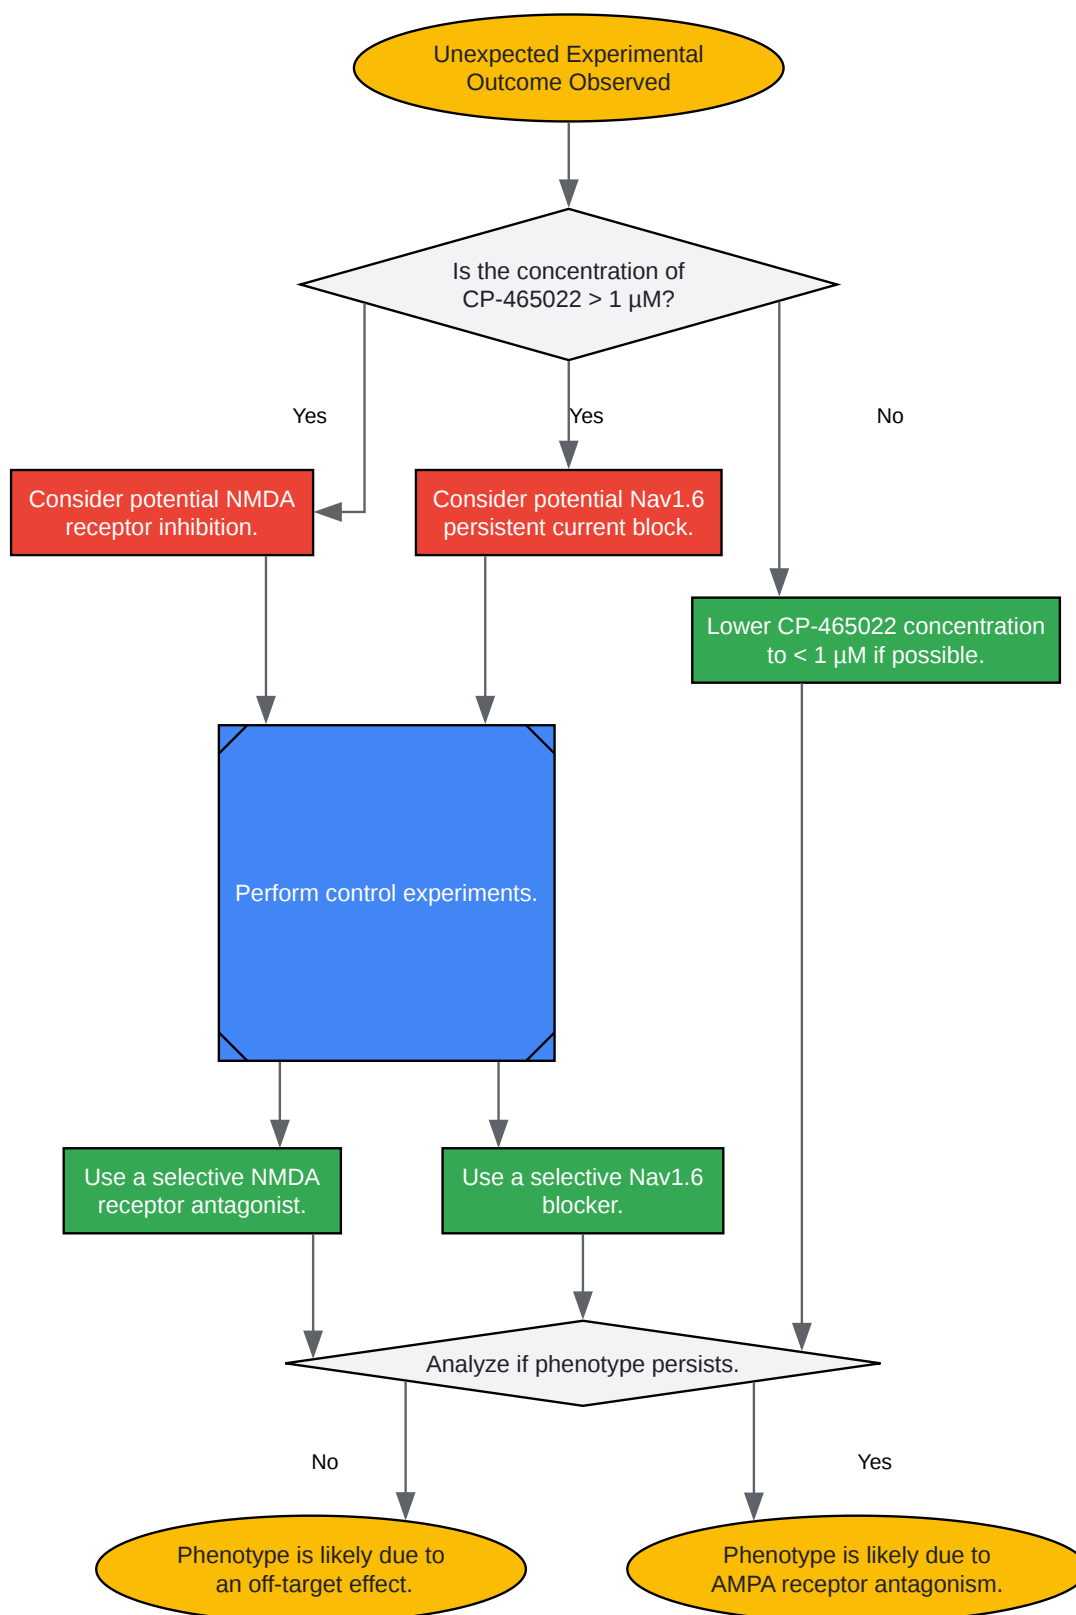 Unexpected Experimental
Outcome Observed
Is the concentration of
CP-465022 > 1 µM?
Yes
Yes
No
Consider potential NMDA
receptor inhibition.
Consider potential Nav1.6
persistent current block.
Lower CP-465022 concentration
to < 1 µM if possible.
Perform control experiments.
Use a selective NMDA
receptor antagonist.
Use a selective Nav1.6
blocker.
Analyze if phenotype persists.
No
Yes
Phenotype is likely due to
an off-target effect.
Phenotype is likely due to
AMPA receptor antagonism.